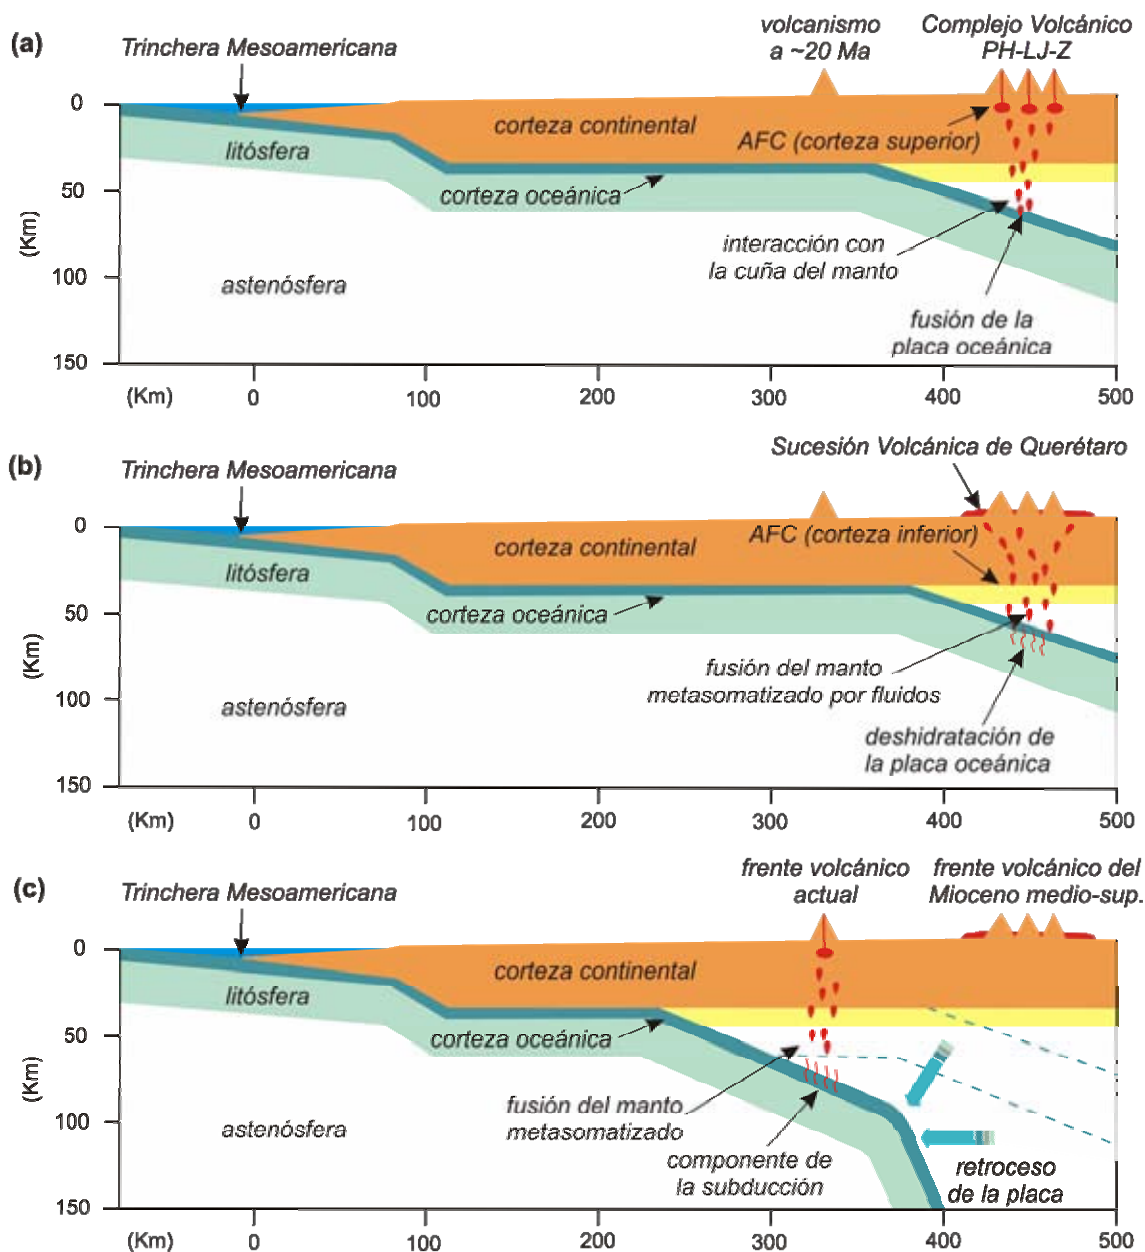 (a)
Trinchera Mesoamericana
volcanismo
a ~20 Ma
Complejo Volcánico
PH-LJ-Z
corteza continental
AFC (corteza superior)
litósfera
corteza oceánica
interacción con
la cuña del manto
astenósfera
fusión de la
placa oceánica
0
50
100
150
(Km)
(Km)
0
100
200
300
400
500
(b)
Trinchera Mesoamericana
Sucesión Volcánica de Querétaro
corteza continental
AFC (corteza inferior)
litósfera
corteza oceánica
fusión del manto
metasomatizado por fluidos
astenósfera
deshidratación de
la placa oceánica
0
50
100
150
(Km)
(Km)
0
100
200
300
400
500
(c)
Trinchera Mesoamericana
frente volcánico
actual
frente volcánico del
Mioceno medio-sup.
corteza continental
litósfera
corteza oceánica
fusión del manto
metasomatizado
astenósfera
componente de
la subducción
retroceso
de la placa
0
50
100
150
(Km)
(Km)
0
100
200
300
400
500